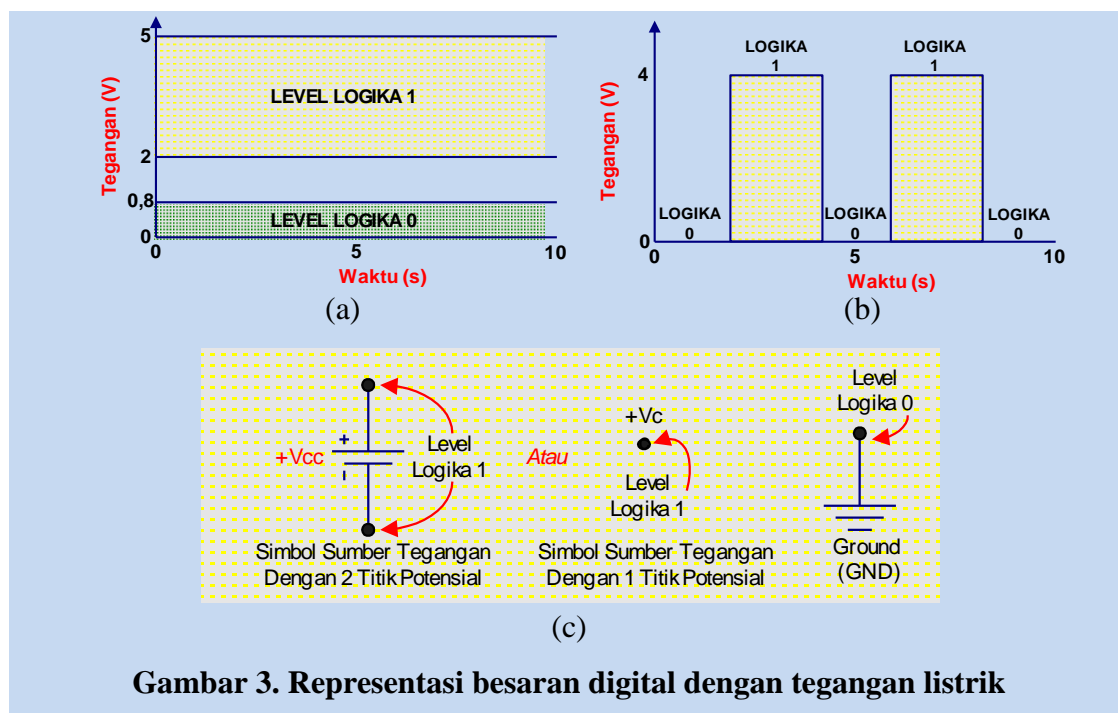 5
LEVEL LOGIKA 1
2
0,8
LEVEL LOGIKA 0
0
0
5
10
Tegangan (V)
Waktu (s)
(a)
LOGIKA
1
LOGIKA
1
4
LOGIKA
0
LOGIKA
0
LOGIKA
0
0
0
5
10
Tegangan (V)
Waktu (s)
(b)
+Vcc
+
-
Level
Logika 1
Simbol Sumber Tegangan
Dengan 2 Titik Potensial
Atau
+Vc
Level
Logika 1
Simbol Sumber Tegangan
Dengan 1 Titik Potensial
Level
Logika 0
Ground
(GND)
(c)
Gambar 3. Representasi besaran digital dengan tegangan listrik